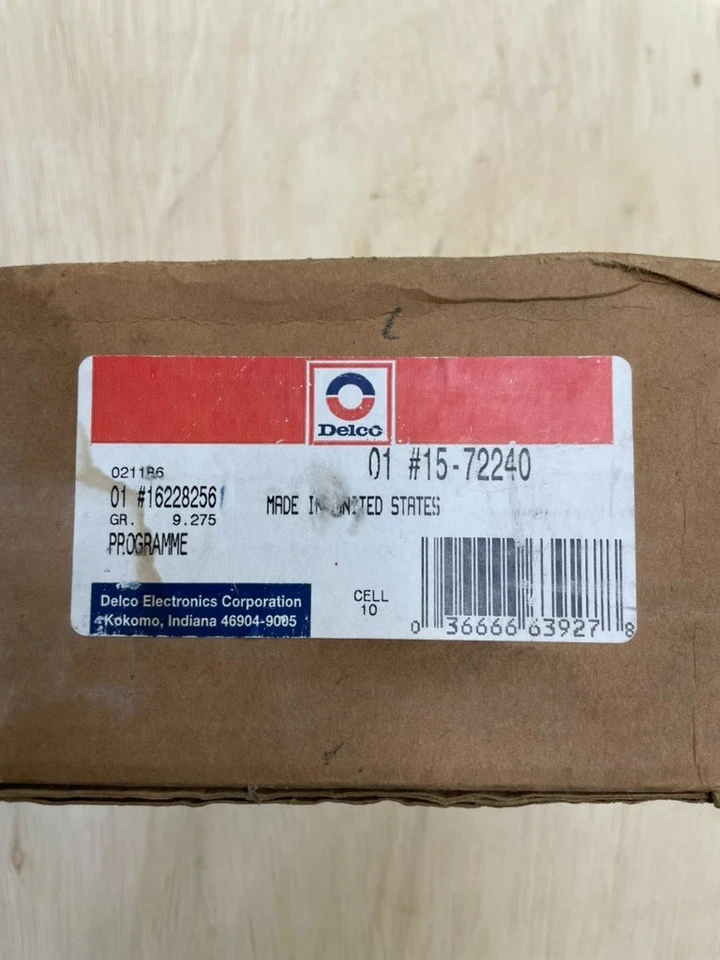 Delco
01 #15-72240
0211B6
01 #16228256
GR. 9.275
MADE IN UNITED STATES
PROGRAMME
Delco Electronics Corporation
Kokomo, Indiana 46904-9005
CELL
10
0 36666 63927 8